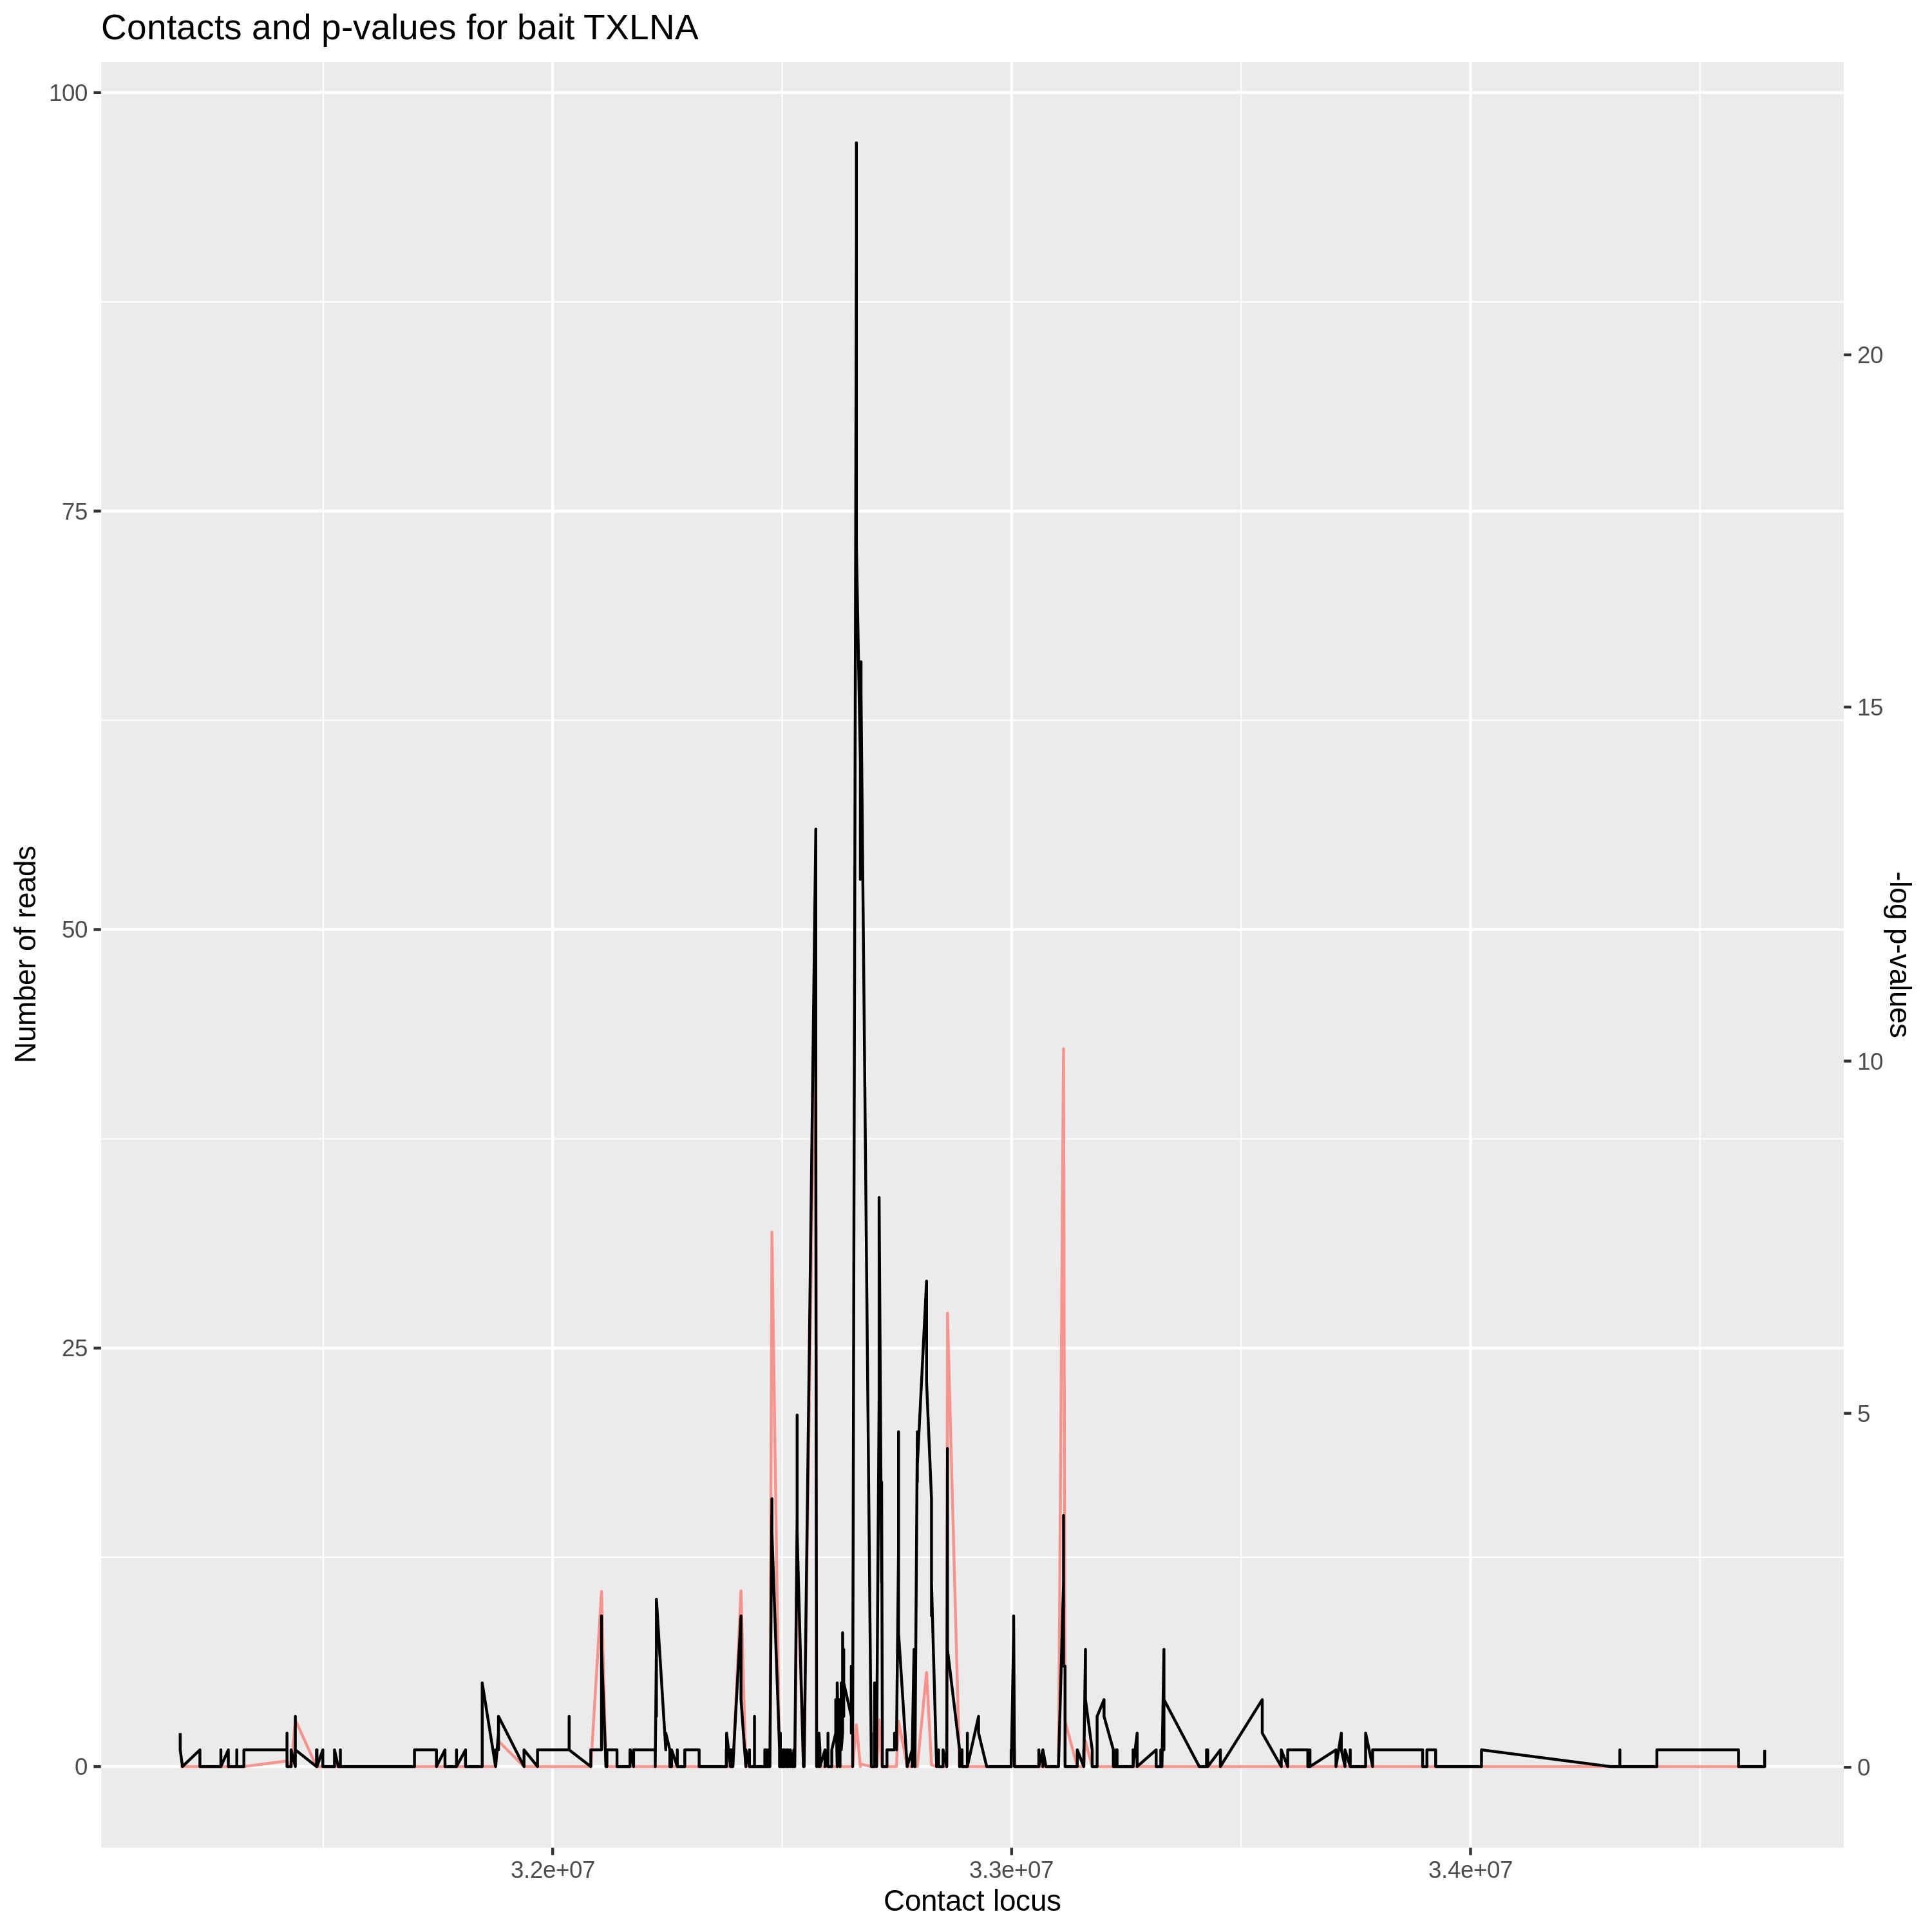 Contacts and p-values for bait TXLNA
100
75
50
25
0
Number of reads
20
15
10
5
0
-log p-values
3.2e+07
3.3e+07
3.4e+07
Contact locus